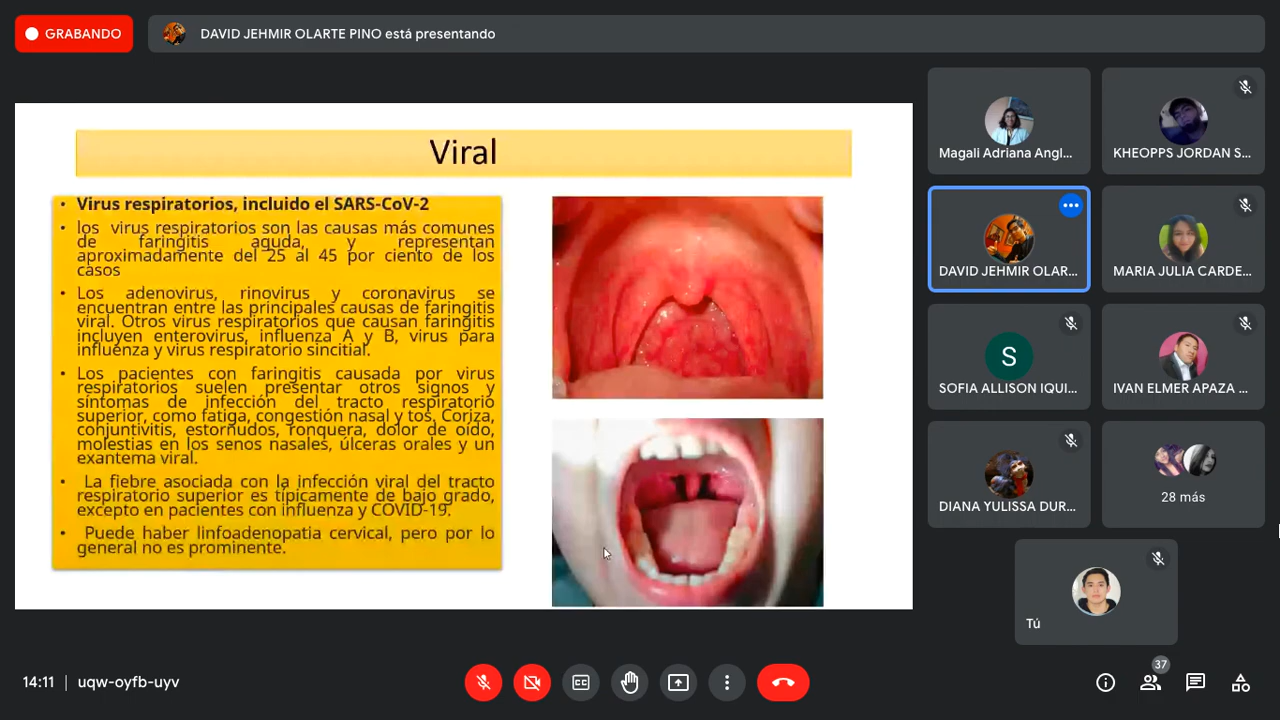 GRABANDO
DAVID JEHMIR OLARTE PINO está presentando
Viral
• Virus respiratorios, incluido el SARS-CoV-2
• los virus respiratorios son las causas más comunes
de faringitis aguda, y representan
aproximadamente del 25 al 45 por ciento de los
casos
• Los adenovirus, rinovirus y coronavirus se
encuentran entre las principales causas de faringitis
viral. Otros virus respiratorios que causan faringitis
incluyen enterovirus, influenza A y B, virus para
influenza y virus respiratorio sincitial.
• Los pacientes con faringitis causada por virus
respiratorios suelen presentar otros signos y
síntomas de infección del tracto respiratorio
superior, como fatiga, congestión nasal y tos, Coriza,
conjuntivitis, estornudos, ronquera, dolor de oído,
molestias en los senos nasales, úlceras orales y un
exantema viral.
• La fiebre asociada con la infección viral del tracto
respiratorio superior es típicamente de bajo grado,
excepto en pacientes con influenza y COVID-19.
• Puede haber linfoadenopatia cervical, pero por lo
general no es prominente.
Magali Adriana Angl...
KHEOPPS JORDAN S...
DAVID JEHMIR OLAR...
MARIA JULIA CARDE...
S
SOFIA ALLISON IQUI...
IVAN ELMER APAZA ...
DIANA YULISSA DUR...
28 más
Tú
14:11 | uqw-oyfb-uyv
CC
37